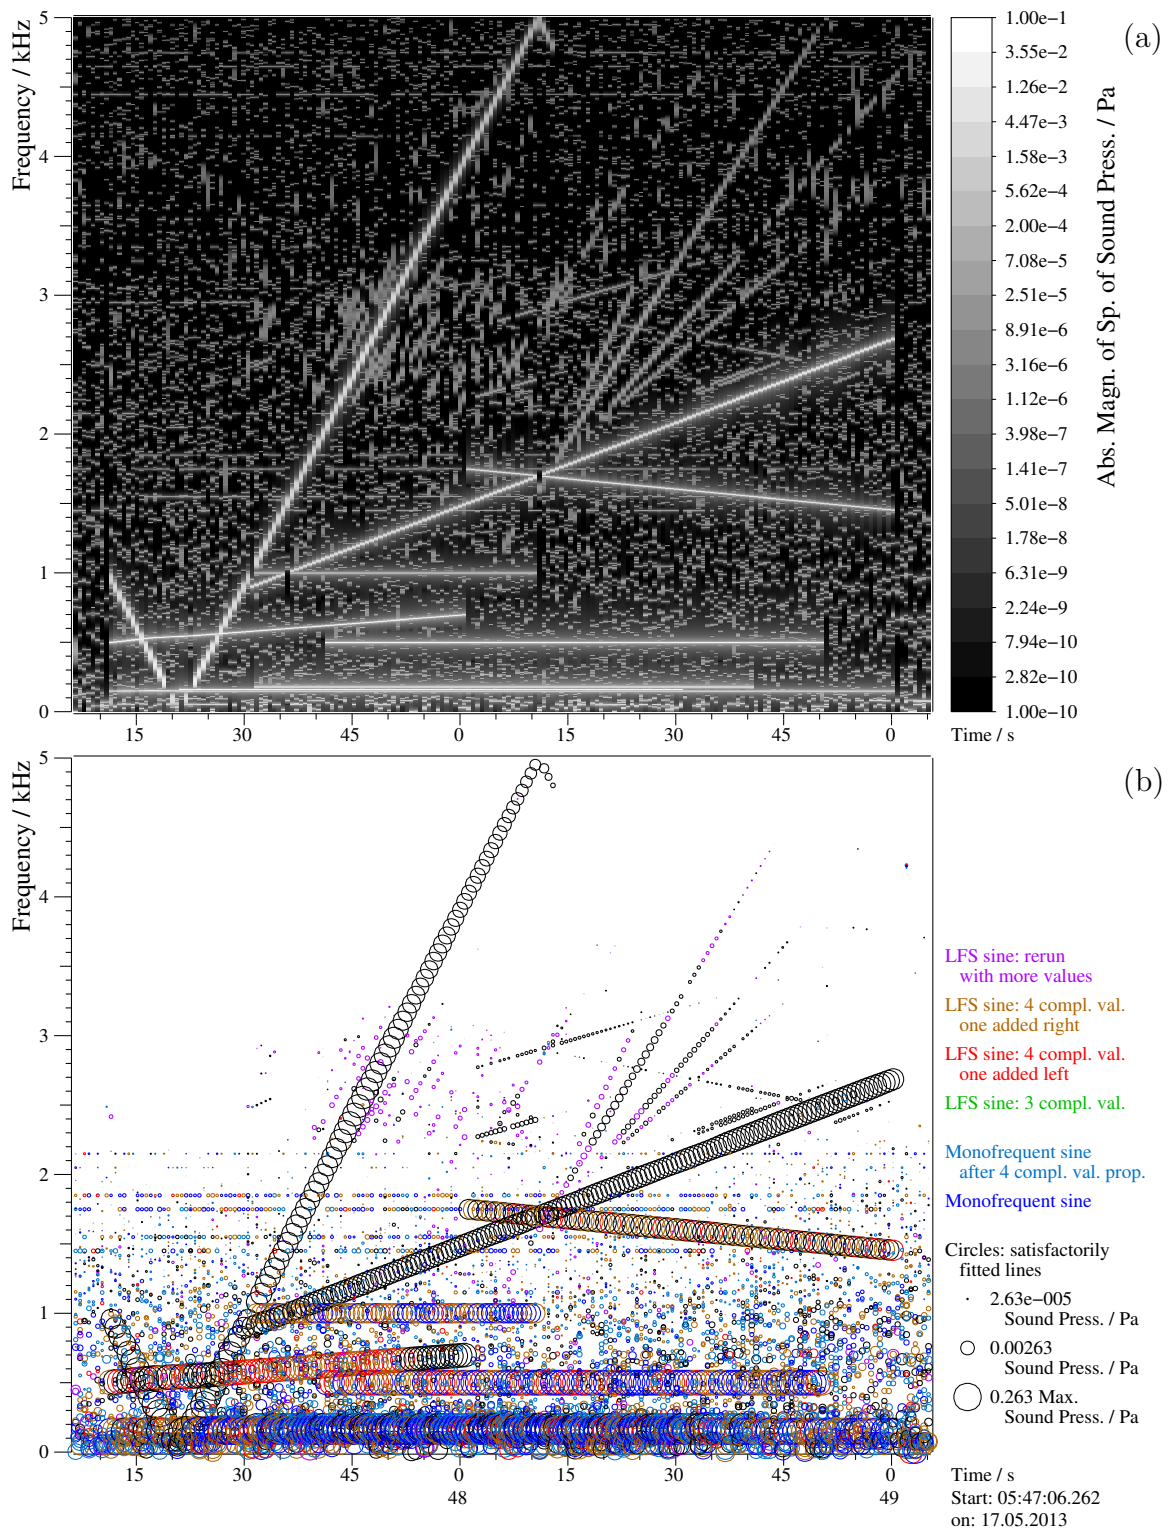 (a)
Frequency / kHz
5
4
3
2
1
0
15 30 45 0 15 30 45 0
Time / s
1.00e−1
3.55e−2
1.26e−2
4.47e−3
1.58e−3
5.62e−4
2.00e−4
7.08e−5
2.51e−5
8.91e−6
3.16e−6
1.12e−6
3.98e−7
1.41e−7
5.01e−8
1.78e−8
6.31e−9
2.24e−9
7.94e−10
2.82e−10
1.00e−10
Abs. Magn. of Sp. of Sound Press. / Pa
(b)
Frequency / kHz
5
4
3
2
1
0
15 30 45 0 15 30 45 0
48 49
LFS sine: rerun
with more values
LFS sine: 4 compl. val.
one added right
LFS sine: 4 compl. val.
one added left
LFS sine: 3 compl. val.
Monofrequent sine
after 4 compl. val. prop.
Monofrequent sine
Circles: satisfactorily
fitted lines
2.63e−005
Sound Press. / Pa
0.00263
Sound Press. / Pa
0.263 Max.
Sound Press. / Pa
Time / s
Start: 05:47:06.262
on: 17.05.2013